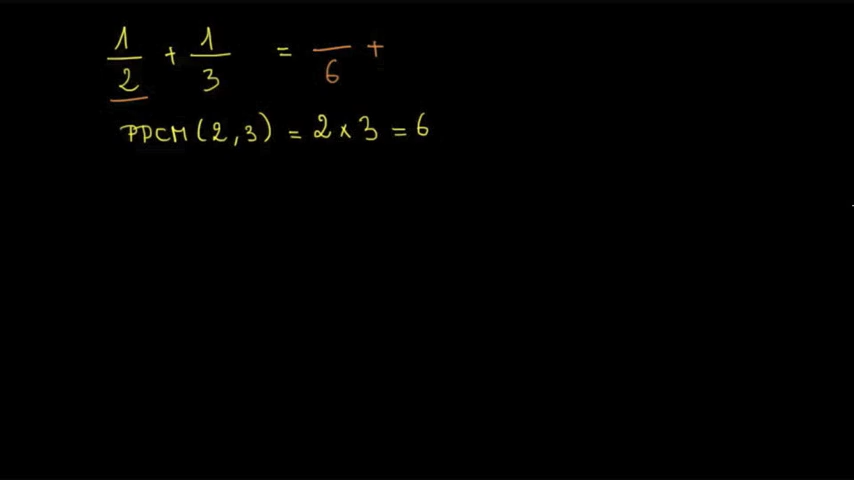 1/2 + 1/3 = /6 +
PPCM(2,3) = 2 × 3 = 6